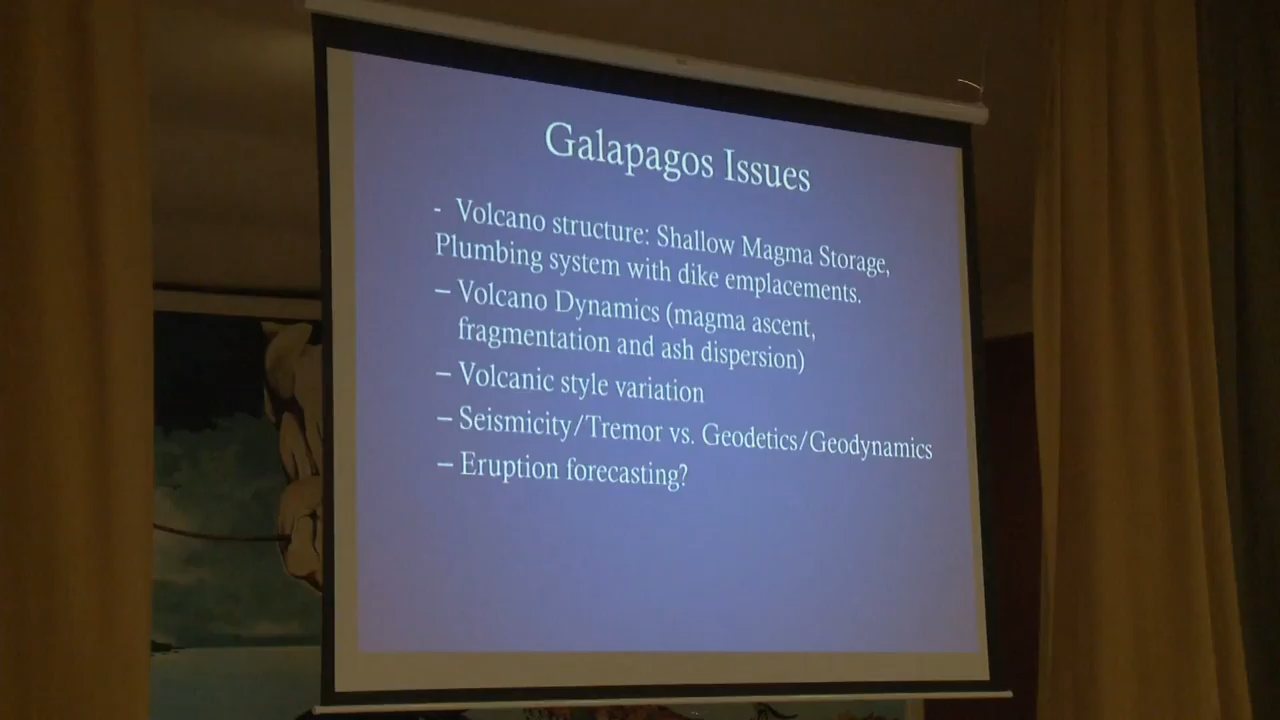 Galapagos Issues
- Volcano structure: Shallow Magma Storage,
Plumbing system with dike emplacements.
– Volcano Dynamics (magma ascent,
fragmentation and ash dispersion)
– Volcanic style variation
– Seismicity/Tremor vs. Geodetics/Geodynamics
– Eruption forecasting?